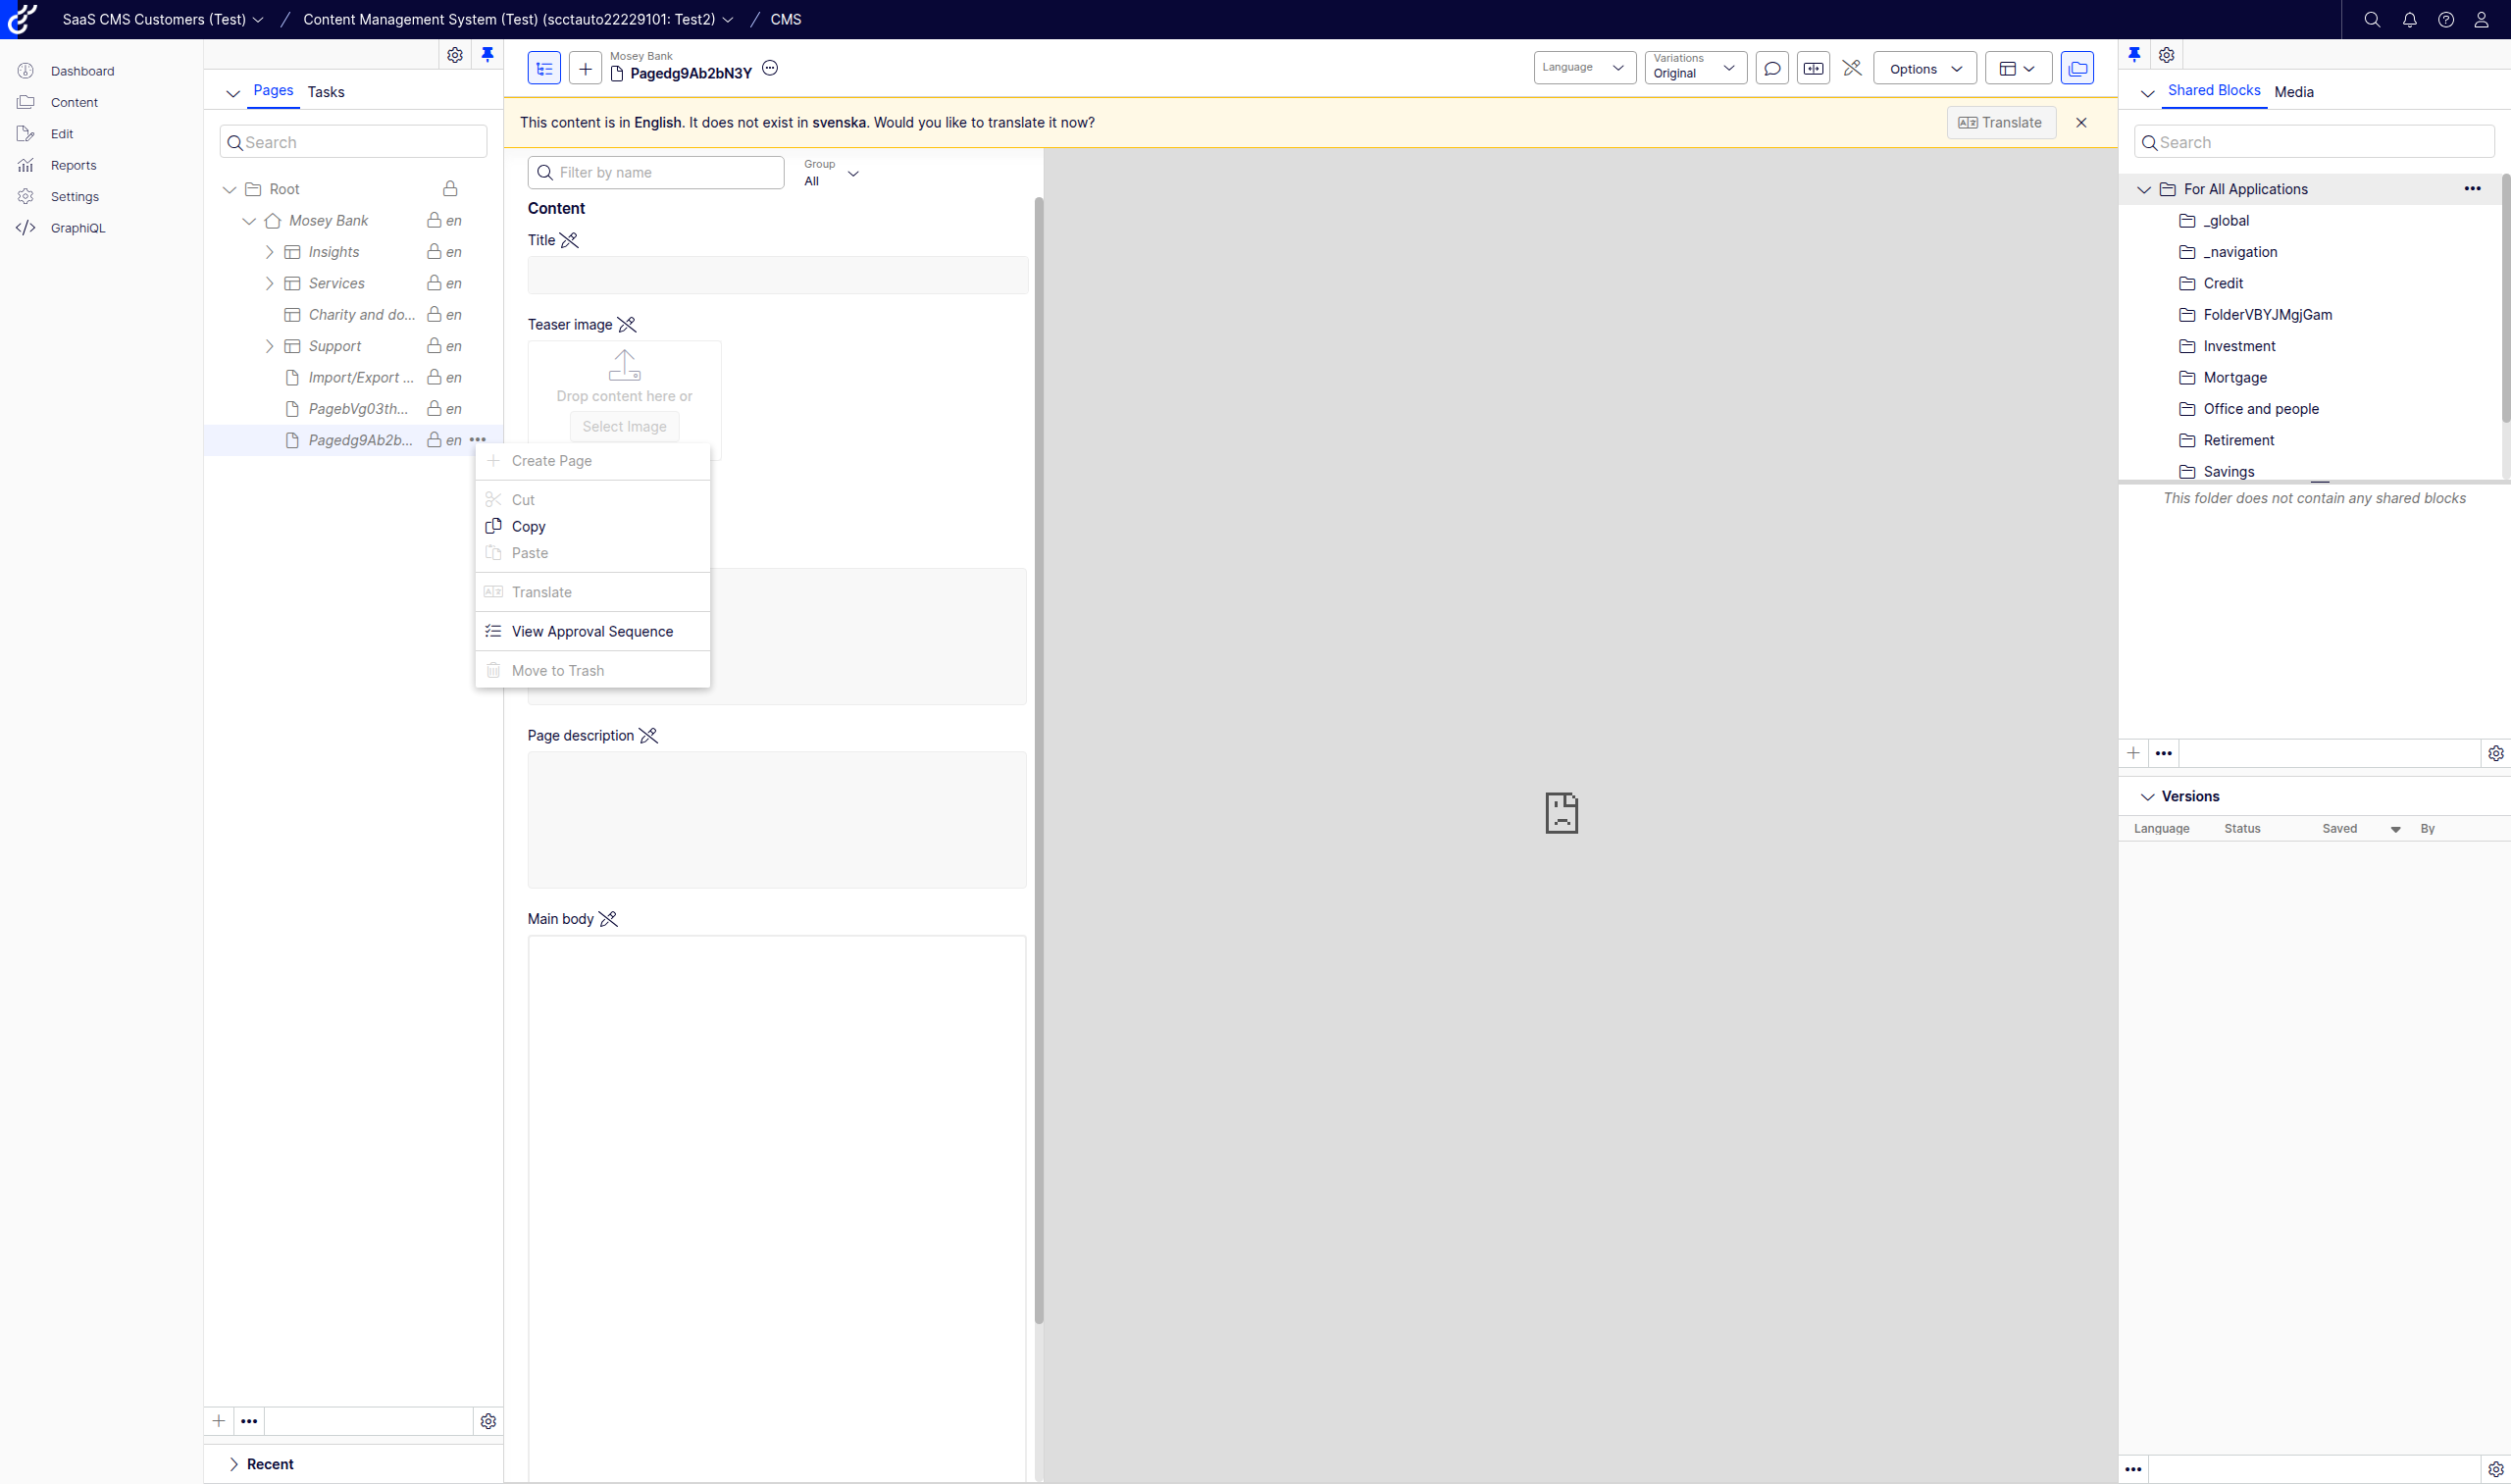 SaaS CMS Customers (Test) / Content Management System (Test) (scctauto22229101: Test2) / CMS
Dashboard
Content
Edit
Reports
Settings
GraphiQL
Pages Tasks
Search
Root
Mosey Bank en
Insights en
Services en
Charity and do... en
Support en
Import/Export ... en
PagebVg03th... en
Pagedg9Ab2b... en
Recent
Create Page
Cut
Copy
Paste
Translate
View Approval Sequence
Move to Trash
Mosey Bank
Pagedg9Ab2bN3Y
Language
Variations
Original
Options
This content is in English. It does not exist in svenska. Would you like to translate it now?
Translate
Filter by name
Group
All
Content
Title
Teaser image
Drop content here or
Select Image
Page description
Main body
Shared Blocks Media
Search
For All Applications
_global
_navigation
Credit
FolderVBYJMgjGam
Investment
Mortgage
Office and people
Retirement
Savings
This folder does not contain any shared blocks
Versions
Language Status Saved By